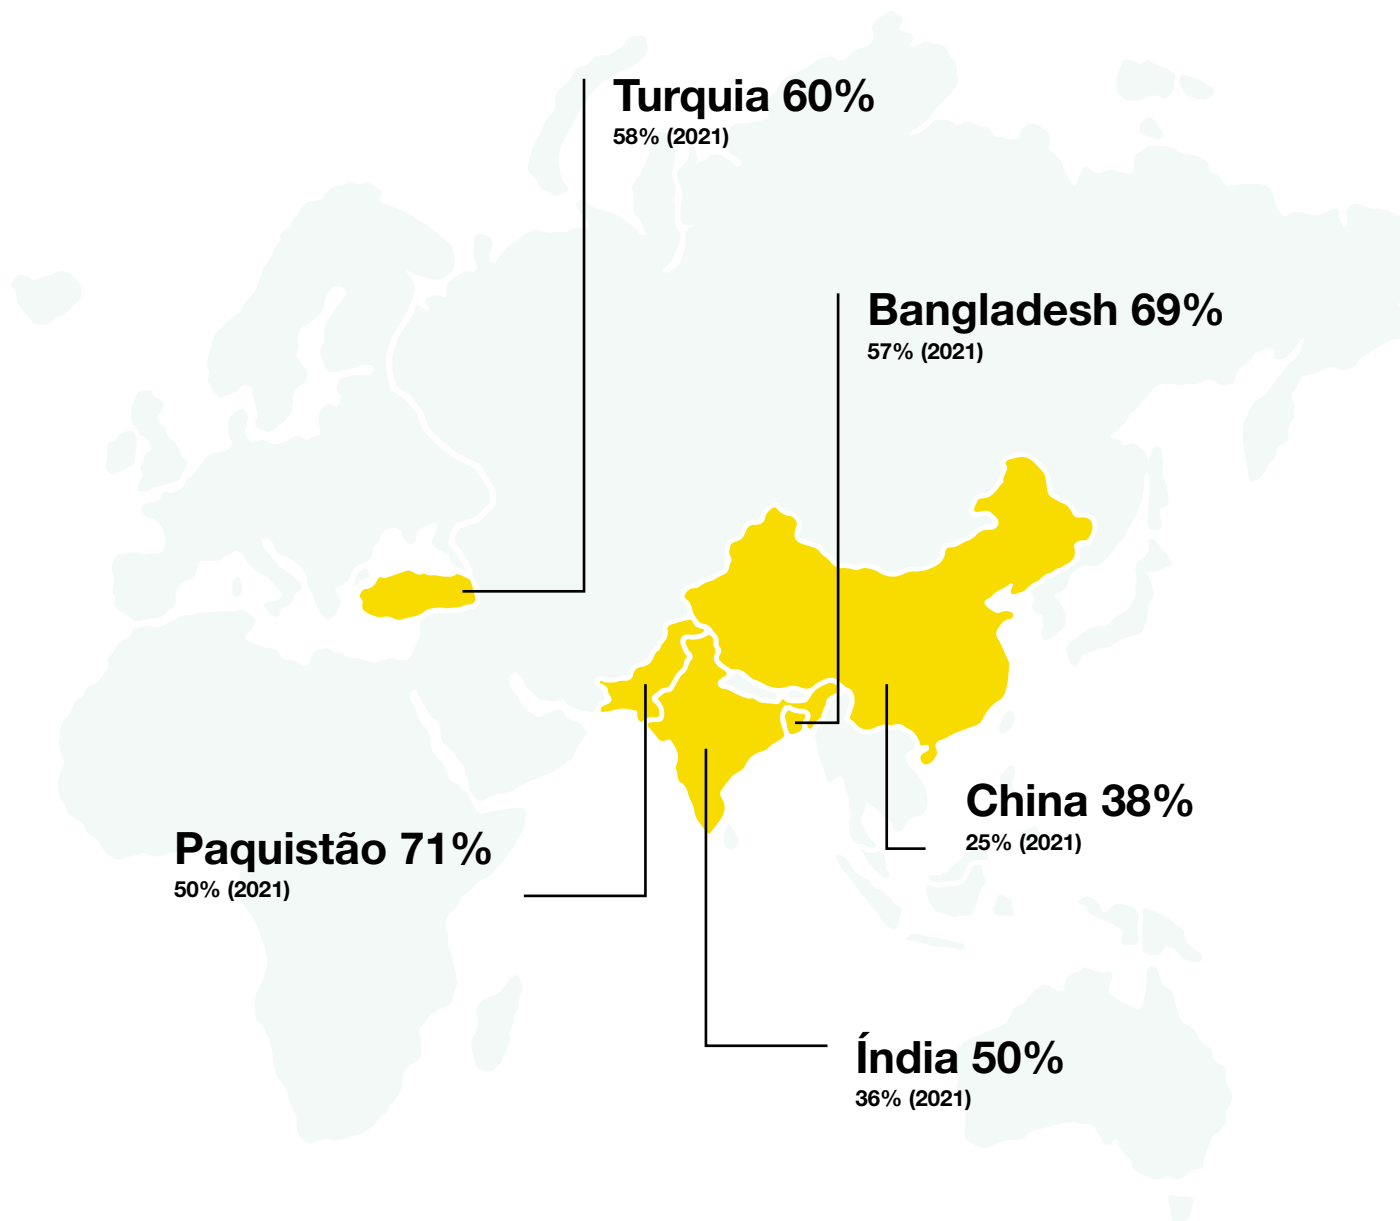 Turquia 60%
58% (2021)
Bangladesh 69%
57% (2021)
China 38%
25% (2021)
Paquistão 71%
50% (2021)
Índia 50%
36% (2021)